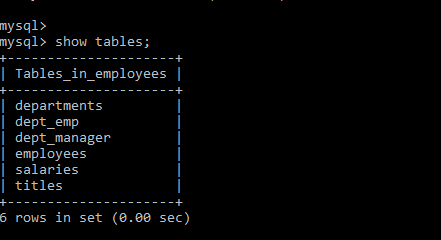 mysql>
mysql> show tables;
+---------------------+
| Tables_in_employees |
+---------------------+
| departments         |
| dept_emp            |
| dept_manager        |
| employees           |
| salaries            |
| titles              |
+---------------------+
6 rows in set (0.00 sec)